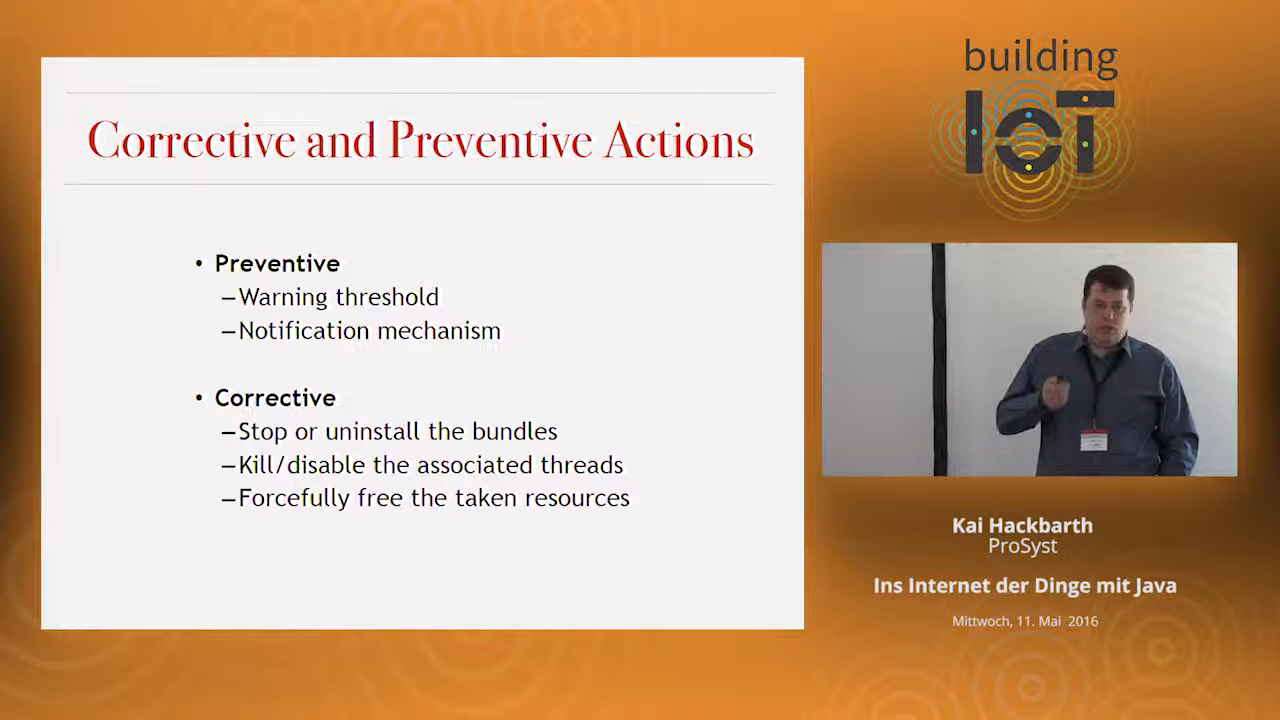 Corrective and Preventive Actions
• Preventive
–Warning threshold
–Notification mechanism
• Corrective
–Stop or uninstall the bundles
–Kill/disable the associated threads
–Forcefully free the taken resources
building
IoT
Kai Hackbarth
ProSyst
Ins Internet der Dinge mit Java
Mittwoch, 11. Mai 2016